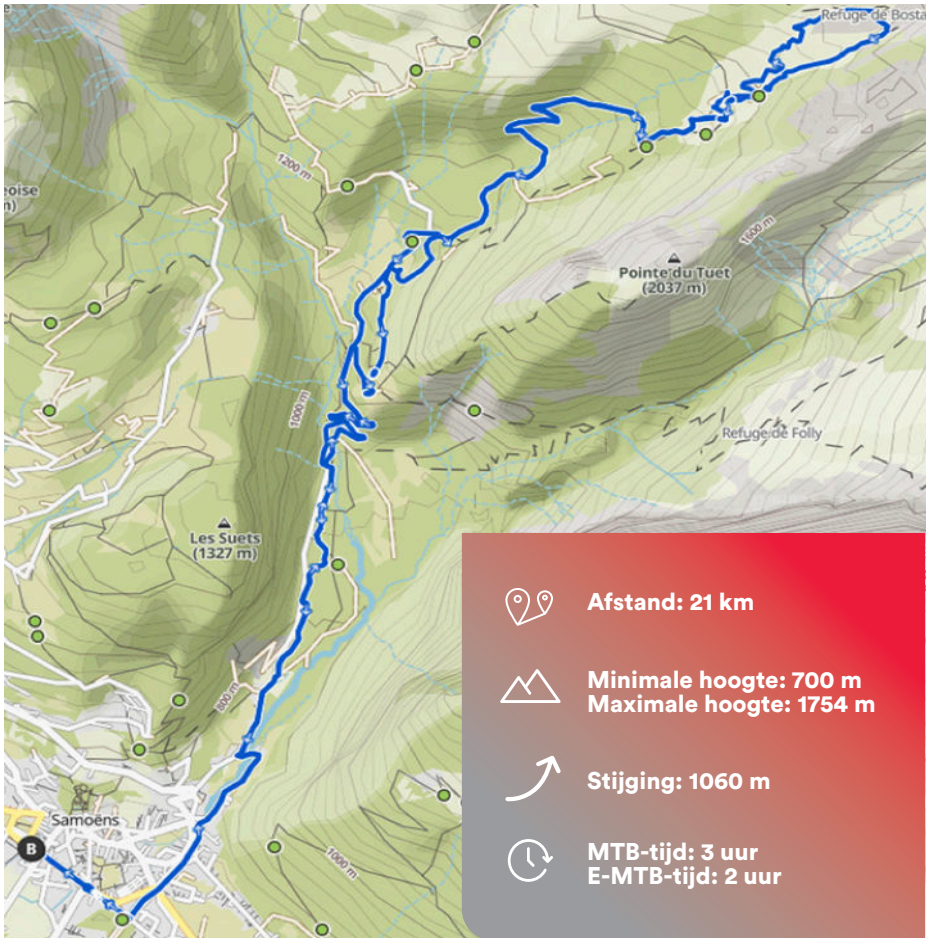 Refuge de Bosta
1200 m
eoise
n)
1600 m
Pointe du Tuet
(2037 m)
1000 m
Refuge de Folly
Les Suets
(1327 m)
Afstand: 21 km
Minimale hoogte: 700 m
Maximale hoogte: 1754 m
800 m
Stijging: 1060 m
Samoëns
B
1000 m
MTB-tijd: 3 uur
E-MTB-tijd: 2 uur